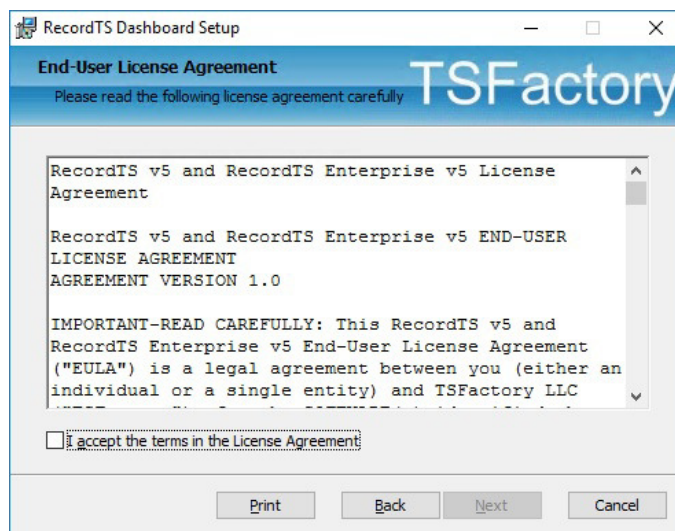 RecordTS Dashboard Setup
End-User License Agreement
Please read the following license agreement carefully
TSFactory
RecordTS v5 and RecordTS Enterprise v5 License
Agreement
RecordTS v5 and RecordTS Enterprise v5 END-USER
LICENSE AGREEMENT
AGREEMENT VERSION 1.0
IMPORTANT-READ CAREFULLY: This RecordTS v5 and
RecordTS Enterprise v5 End-User License Agreement
("EULA") is a legal agreement between you (either an
individual or a single entity) and TSFactory LLC
I accept the terms in the License Agreement
Print
Back
Next
Cancel